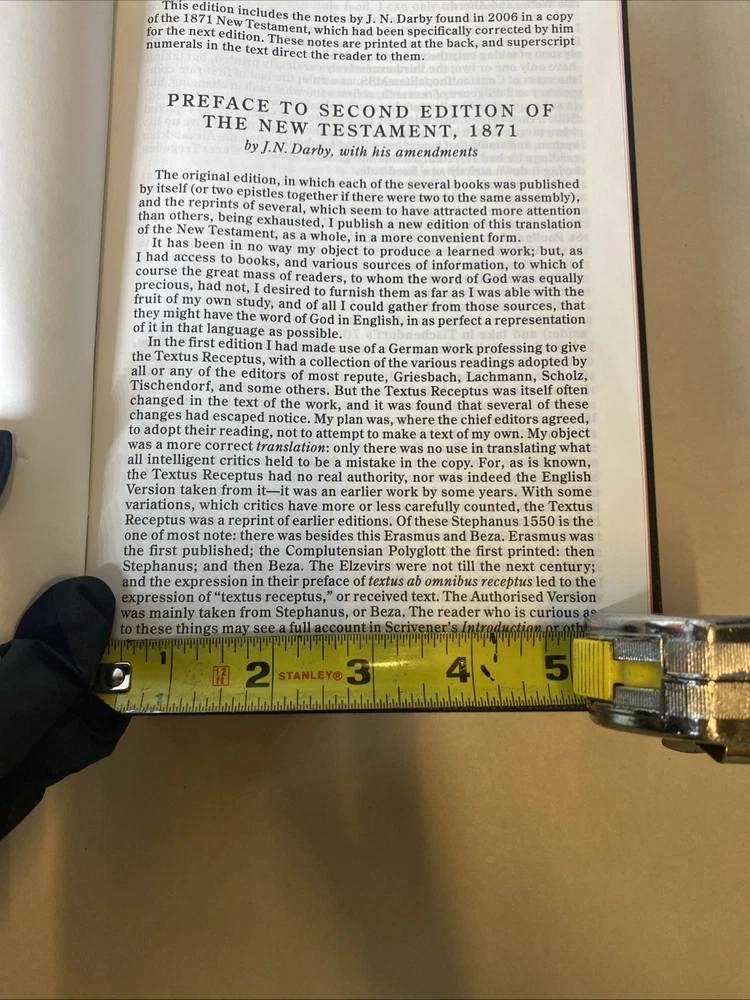 This edition includes the notes by J. N. Darby found in 2006 in a copy
of the 1871 New Testament, which had been specifically corrected by him
for the next edition. These notes are printed at the back, and superscript
numerals in the text direct the reader to them.
PREFACE TO SECOND EDITION OF
THE NEW TESTAMENT, 1871
by J.N. Darby, with his amendments
The original edition, in which each of the several books was published
by itself (or two epistles together if there were two to the same assembly),
and the reprints of several, which seem to have attracted more attention
than others, being exhausted, I publish a new edition of this translation
of the New Testament, as a whole, in a more convenient form.
It has been in no way my object to produce a learned work; but, as
I had access to books, and various sources of information, to which of
course the great mass of readers, to whom the word of God was equally
precious, had not, I desired to furnish them as far as I was able with the
fruit of my own study, and of all I could gather from those sources, that
they might have the word of God in English, in as perfect a representation
of it in that language as possible.
In the first edition I had made use of a German work professing to give
the Textus Receptus, with a collection of the various readings adopted by
all or any of the editors of most repute, Griesbach, Lachmann, Scholz,
Tischendorf, and some others. But the Textus Receptus was itself often
changed in the text of the work, and it was found that several of these
changes had escaped notice. My plan was, where the chief editors agreed,
to adopt their reading, not to attempt to make a text of my own. My object
was a more correct translation: only there was no use in translating what
all intelligent critics held to be a mistake in the copy. For, as is known,
the Textus Receptus had no real authority, nor was indeed the English
Version taken from it—it was an earlier work by some years. With some
variations, which critics have more or less carefully counted, the Textus
Receptus was a reprint of earlier editions. Of these Stephanus 1550 is the
one of most note: there was besides this Erasmus and Beza. Erasmus was
the first published; the Complutensian Polyglott the first printed: then
Stephanus; and then Beza. The Elzevirs were not till the next century;
and the expression in their preface of textus ab omnibus receptus led to the
expression of “textus receptus,” or received text. The Authorised Version
was mainly taken from Stephanus, or Beza. The reader who is curious as
to these things may see a full account in Scrivener's Introduction or
1 12 ft 2 STANLEY® 3 4 5